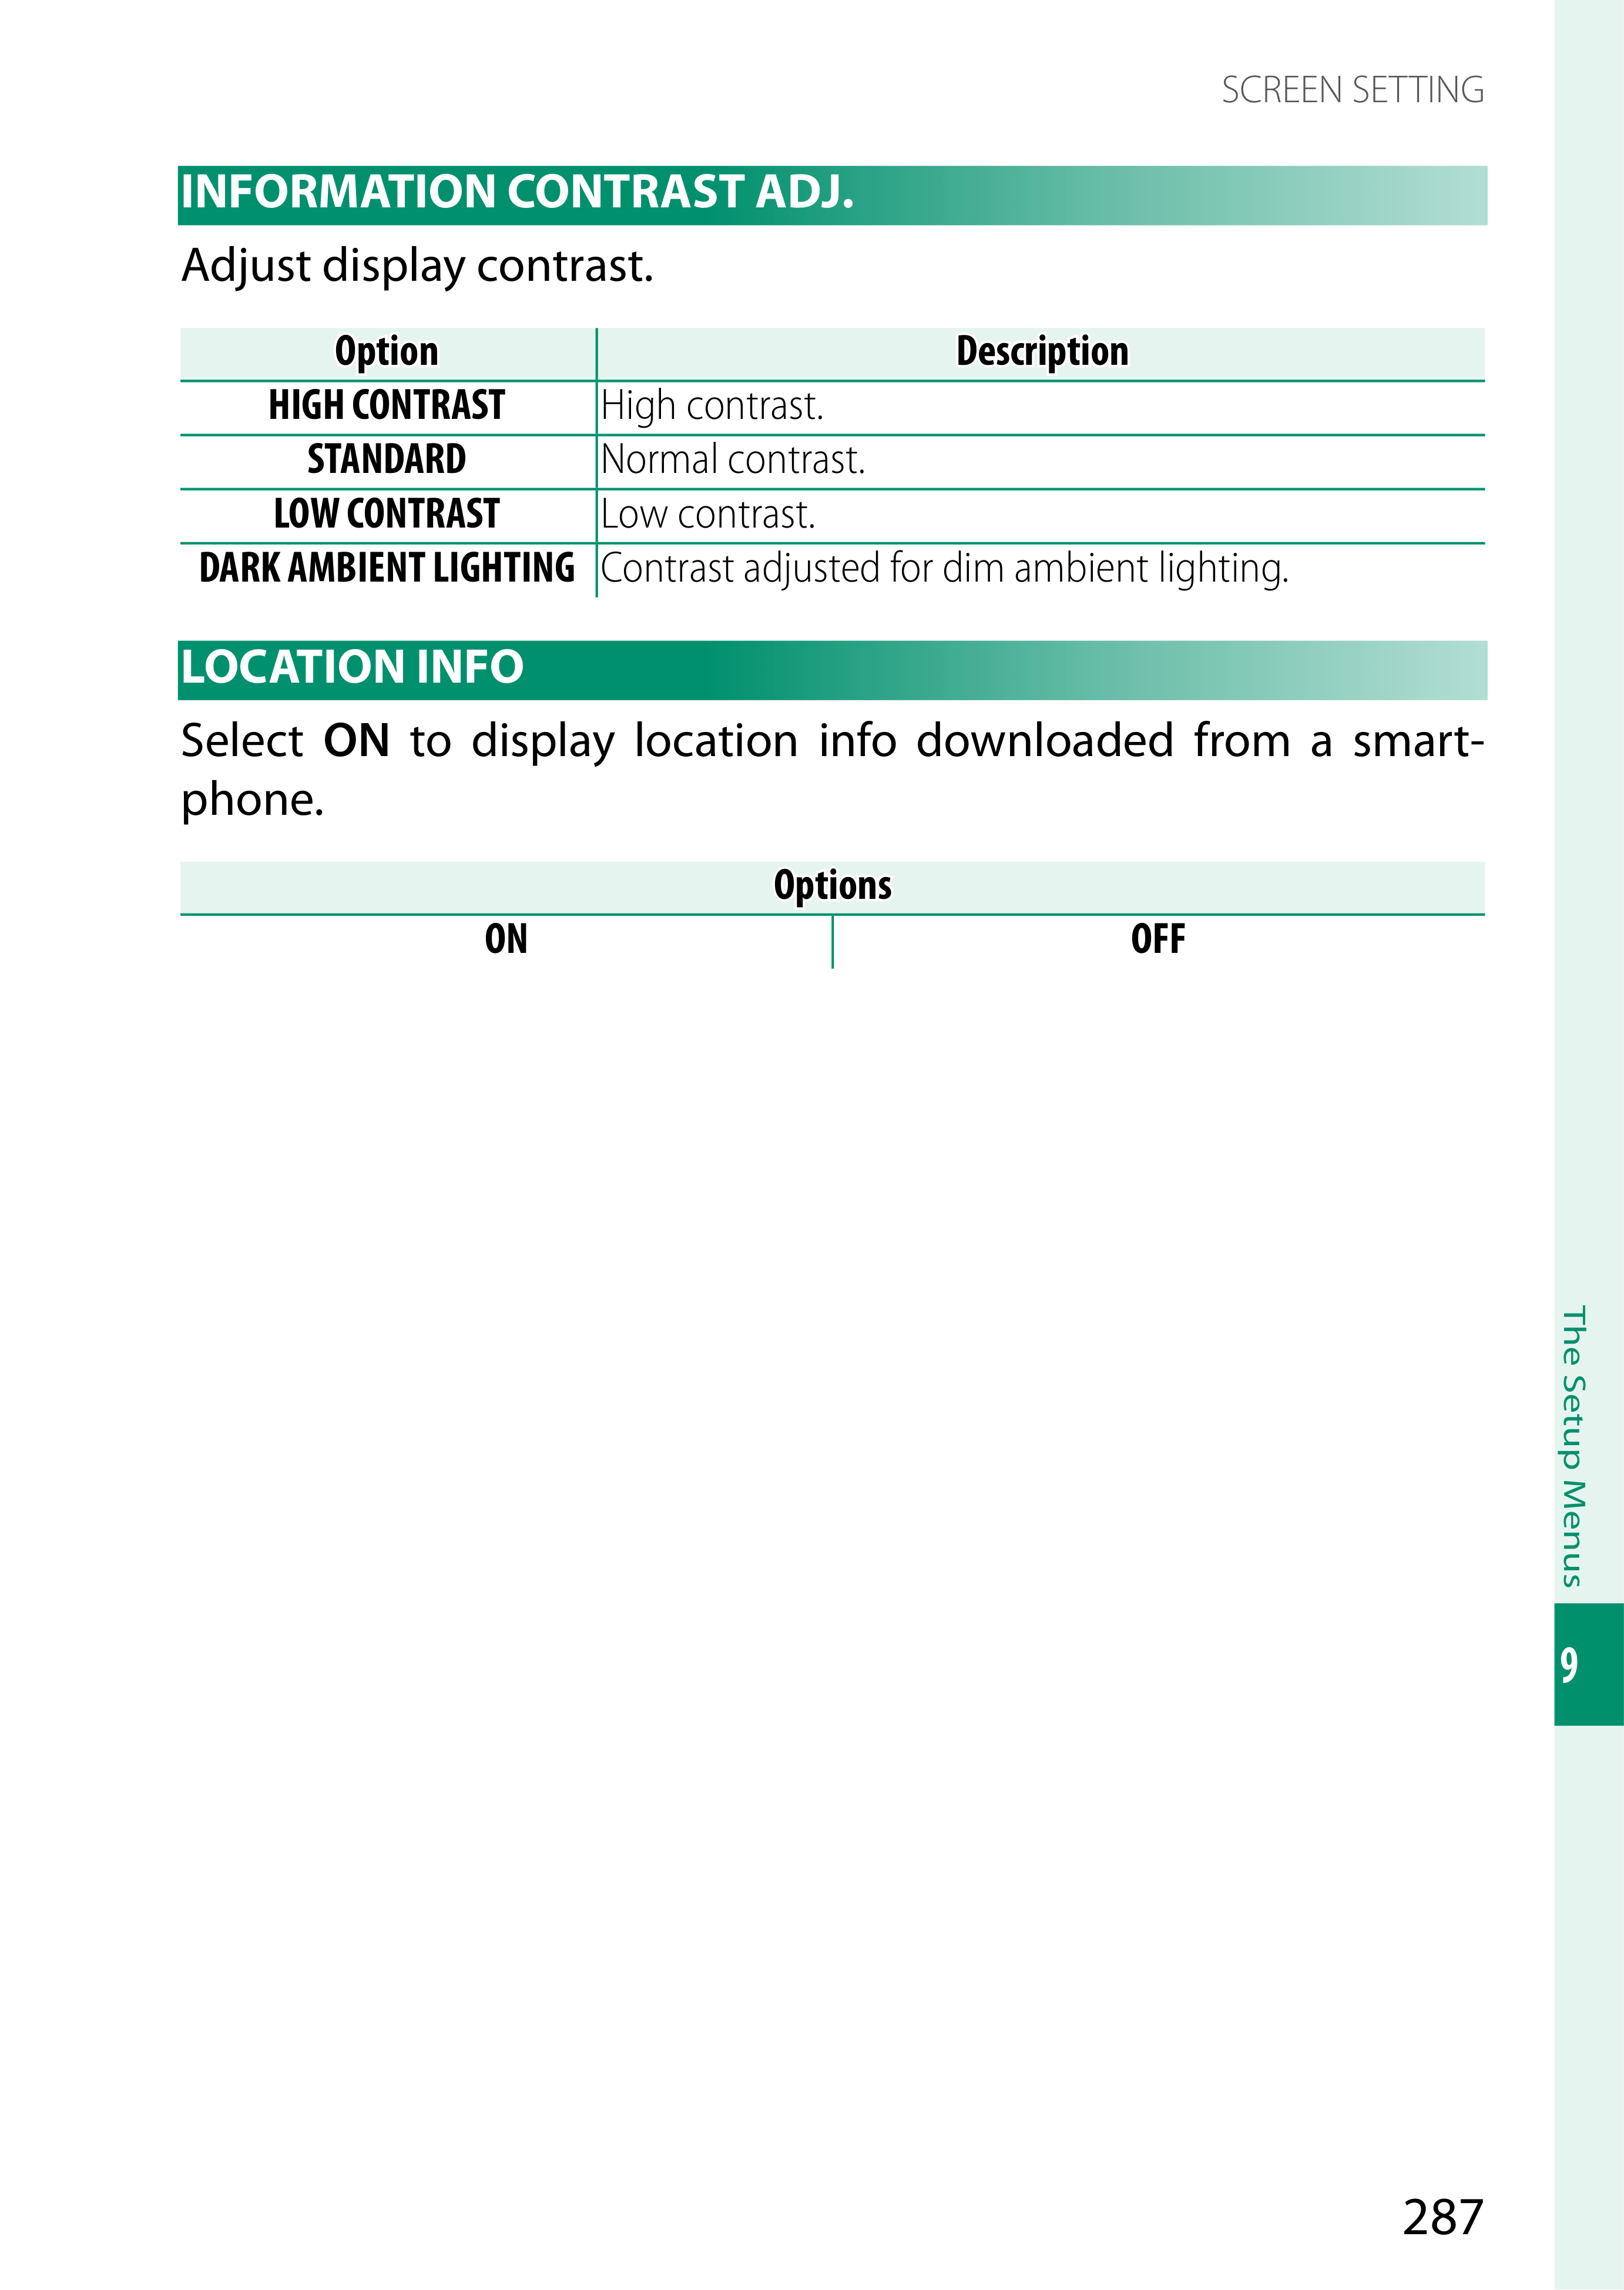 SCREEN SETTING
INFORMATION CONTRAST ADJ.
Adjust display contrast.
Option Description
HIGH CONTRAST High contrast.
STANDARD Normal contrast.
LOW CONTRAST Low contrast.
DARK AMBIENT LIGHTING Contrast adjusted for dim ambient lighting.
LOCATION INFO
Select ON to display location info downloaded from a smart-
phone.
Options
ON OFF
The Setup Menus
9
287